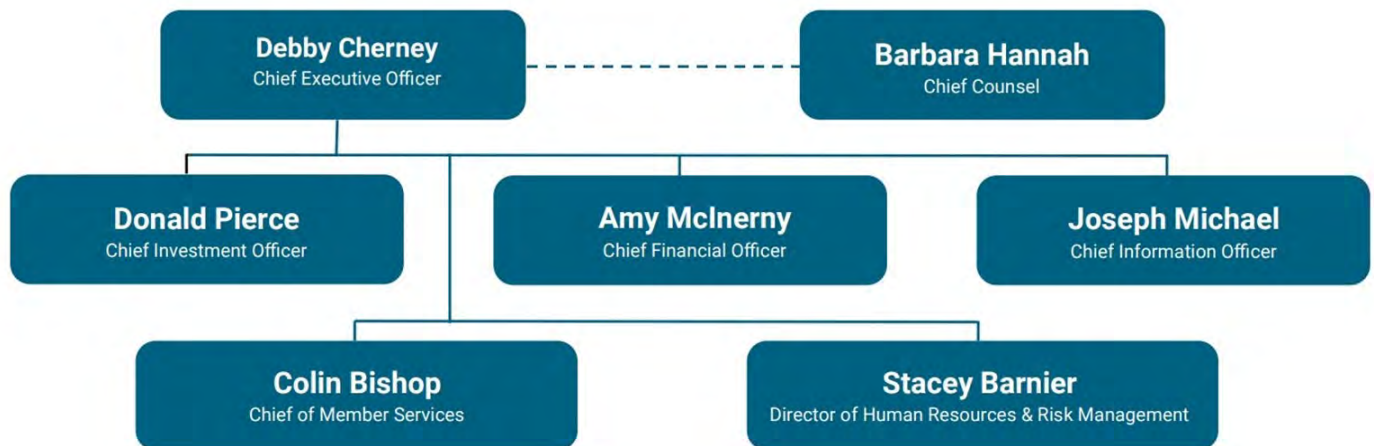 Debby Cherney
Chief Executive Officer
Barbara Hannah
Chief Counsel
Donald Pierce
Chief Investment Officer
Amy McInerny
Chief Financial Officer
Joseph Michael
Chief Information Officer
Colin Bishop
Chief of Member Services
Stacey Barnier
Director of Human Resources & Risk Management